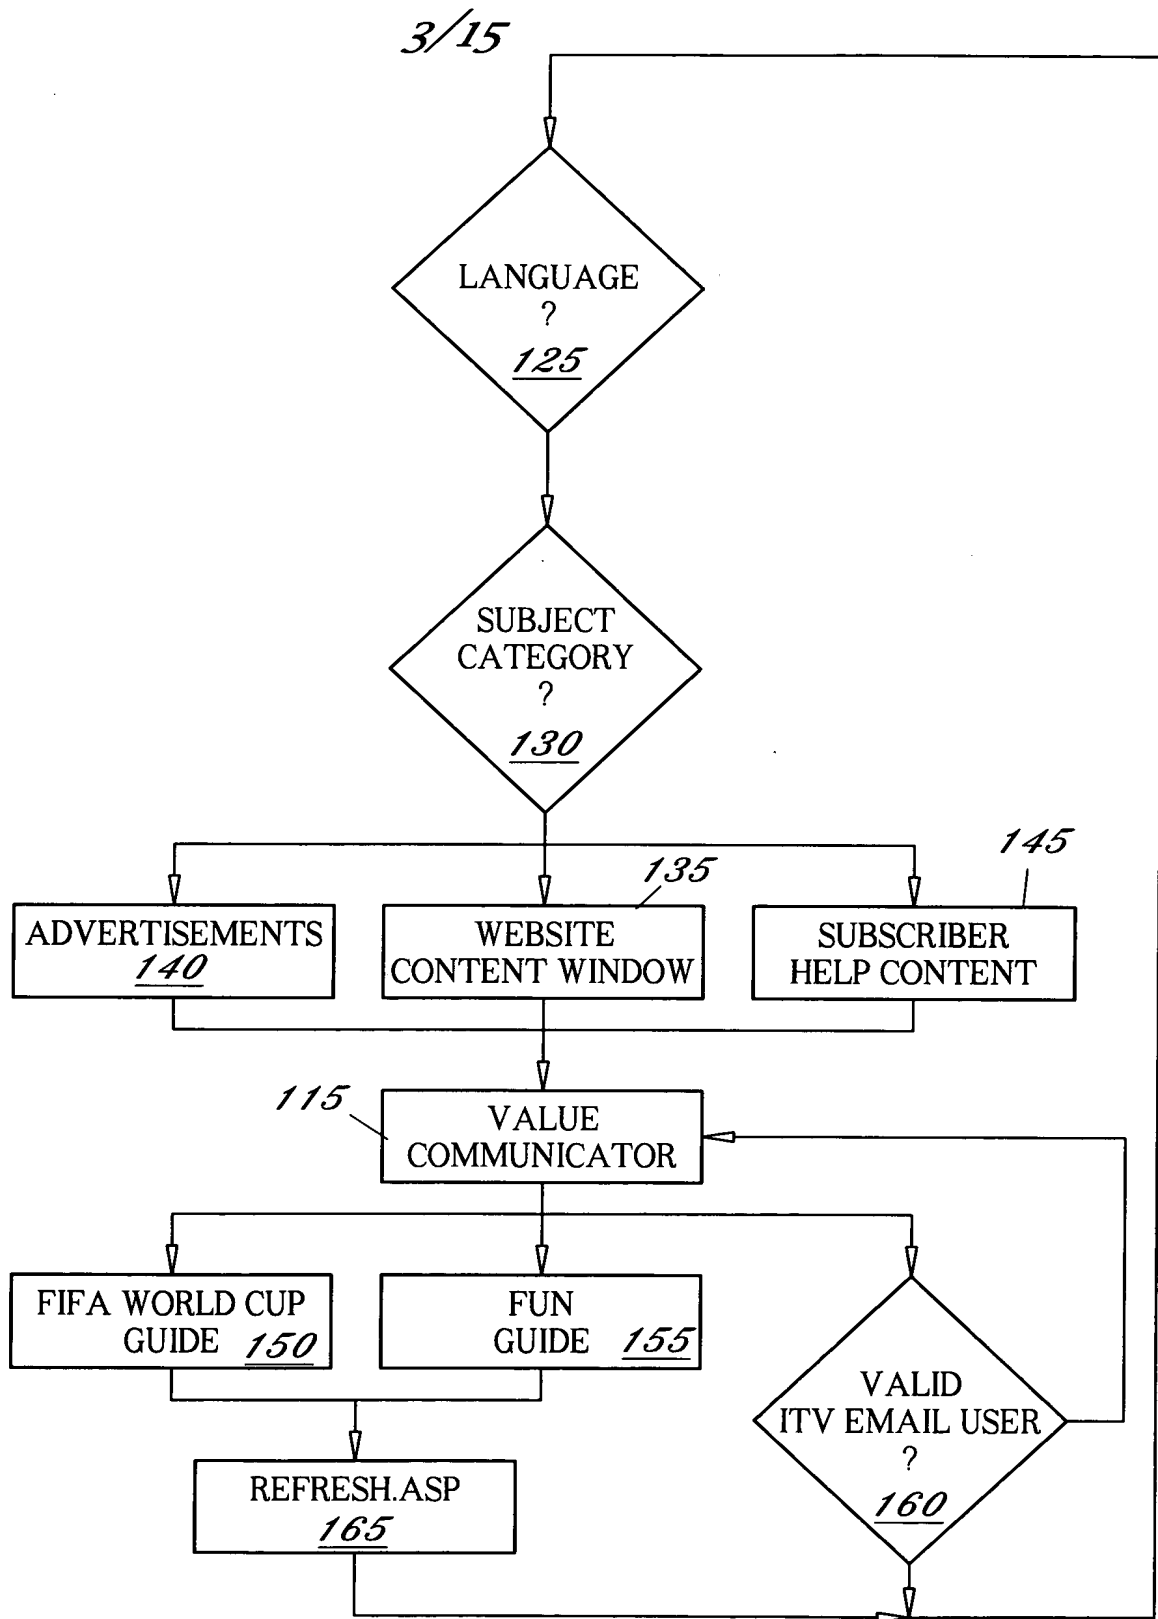 3/15
LANGUAGE
?
125
SUBJECT
CATEGORY
?
130
145
135
ADVERTISEMENTS
140
WEBSITE
CONTENT WINDOW
SUBSCRIBER
HELP CONTENT
115
VALUE
COMMUNICATOR
FIFA WORLD CUP
GUIDE 150
FUN
GUIDE 155
VALID
ITV EMAIL USER
?
160
REFRESH.ASP
165